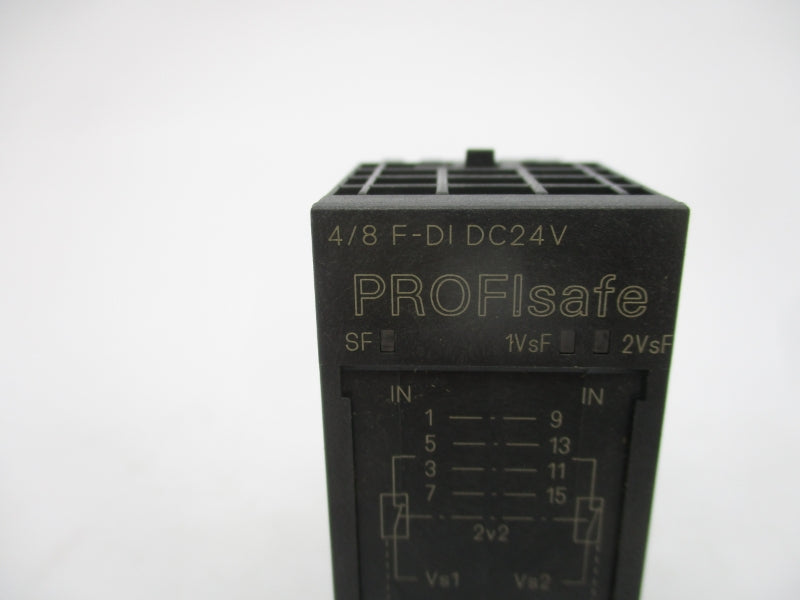 4/8 F-DI DC24V
PROFIsafe
SF 1VsF 2VsF
IN IN
1 9
5 13
3 11
7 15
2v2
Vs1 Vs2